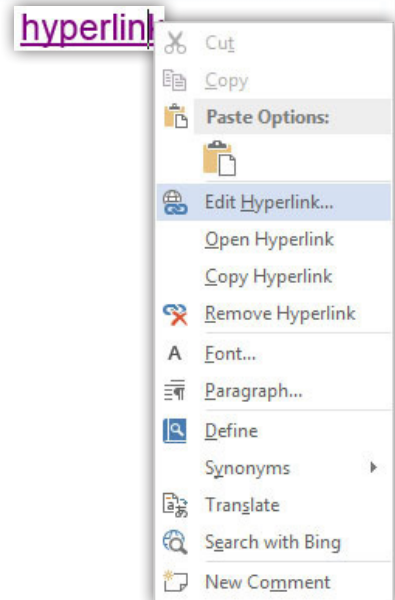 hyperlink
Cut
Copy
Paste Options:
Edit Hyperlink...
Open Hyperlink
Copy Hyperlink
Remove Hyperlink
A Font...
Paragraph...
Define
Synonyms
Translate
Search with Bing
New Comment